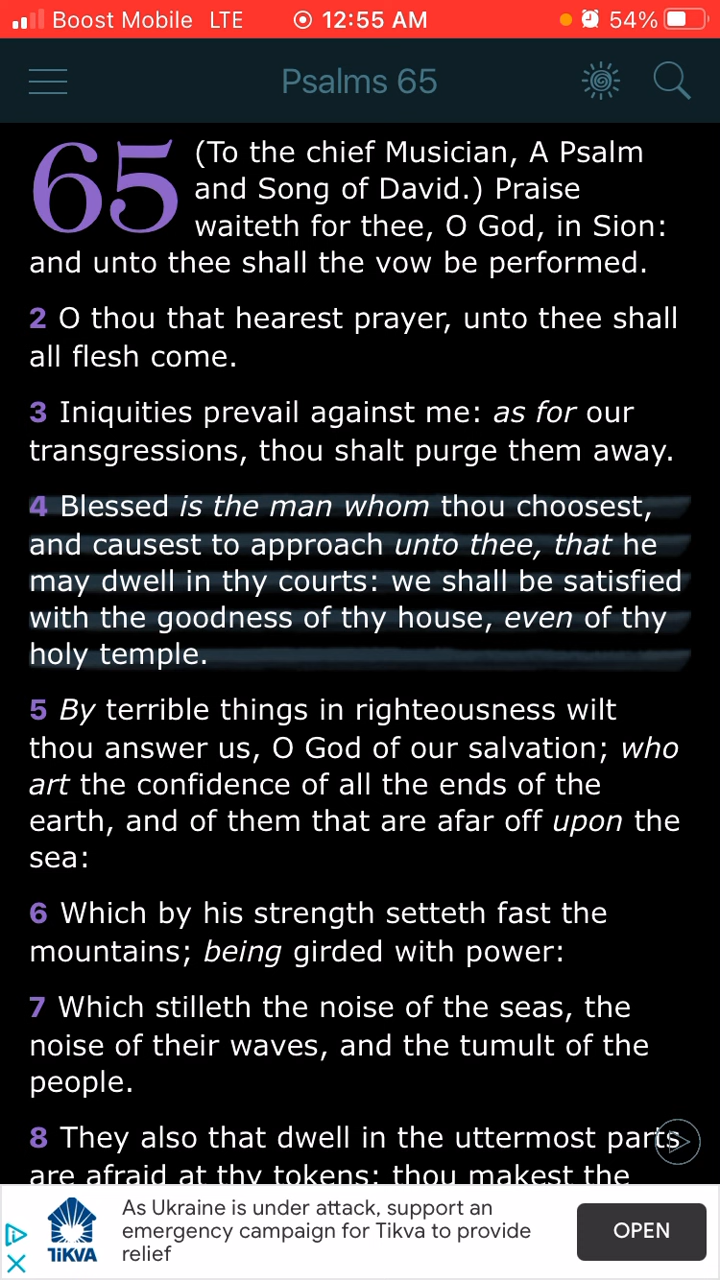 Boost Mobile LTE 12:55 AM 54%
Psalms 65
65 (To the chief Musician, A Psalm
and Song of David.) Praise
waiteth for thee, O God, in Sion:
and unto thee shall the vow be performed.
2 O thou that hearest prayer, unto thee shall
all flesh come.
3 Iniquities prevail against me: as for our
transgressions, thou shalt purge them away.
4 Blessed is the man whom thou choosest,
and causest to approach unto thee, that he
may dwell in thy courts: we shall be satisfied
with the goodness of thy house, even of thy
holy temple.
5 By terrible things in righteousness wilt
thou answer us, O God of our salvation; who
art the confidence of all the ends of the
earth, and of them that are afar off upon the
sea:
6 Which by his strength setteth fast the
mountains; being girded with power:
7 Which stilleth the noise of the seas, the
noise of their waves, and the tumult of the
people.
8 They also that dwell in the uttermost parts
are afraid at thy tokens: thou makest the
As Ukraine is under attack, support an
emergency campaign for Tikva to provide
relief
TiKVA
OPEN